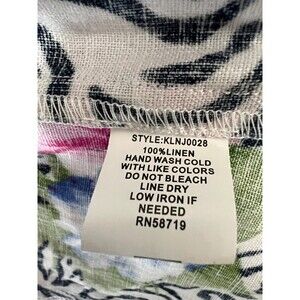 STYLE:KLNJ0028
100%LINEN
HAND WASH COLD
WITH LIKE COLORS
DO NOT BLEACH
LINE DRY
LOW IRON IF
NEEDED
RN58719